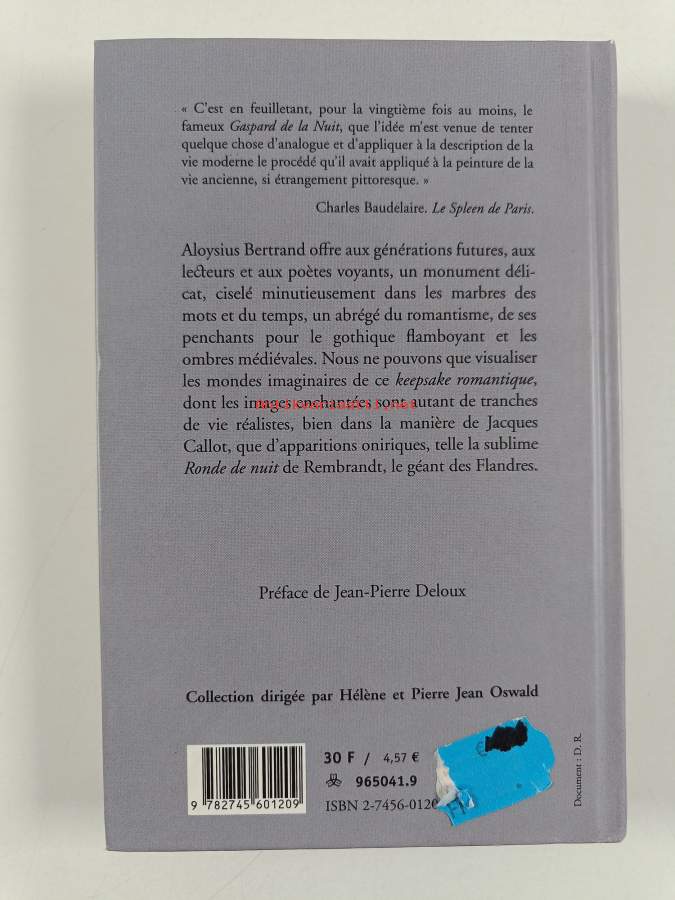 « C'est en feuilletant, pour la vingtième fois au moins, le
fameux Gaspard de la Nuit, que l'idée m'est venue de tenter
quelque chose d'analogue et d'appliquer à la description de la
vie moderne le procédé qu'il avait appliqué à la peinture de la
vie ancienne, si étrangement pittoresque. »
Charles Baudelaire. Le Spleen de Paris.
Aloysius Bertrand offre aux générations futures, aux
lecteurs et aux poètes voyants, un monument déli-
cat, ciselé minutieusement dans les marbres des
mots et du temps, un abrégé du romantisme, de ses
penchants pour le gothique flamboyant et les
ombres médiévales. Nous ne pouvons que visualiser
les mondes imaginaires de ce keepsake romantique,
dont les images enchantées sont autant de tranches
de vie réalistes, bien dans la manière de Jacques
Callot, que d'apparitions oniriques, telle la sublime
Ronde de nuit de Rembrandt, le géant des Flandres.
Préface de Jean-Pierre Deloux
Collection dirigée par Hélène et Pierre Jean Oswald
30 F / 4,57 €
965041.9
ISBN 2-7456-012
9 782745 601209
€
Document : D. R.